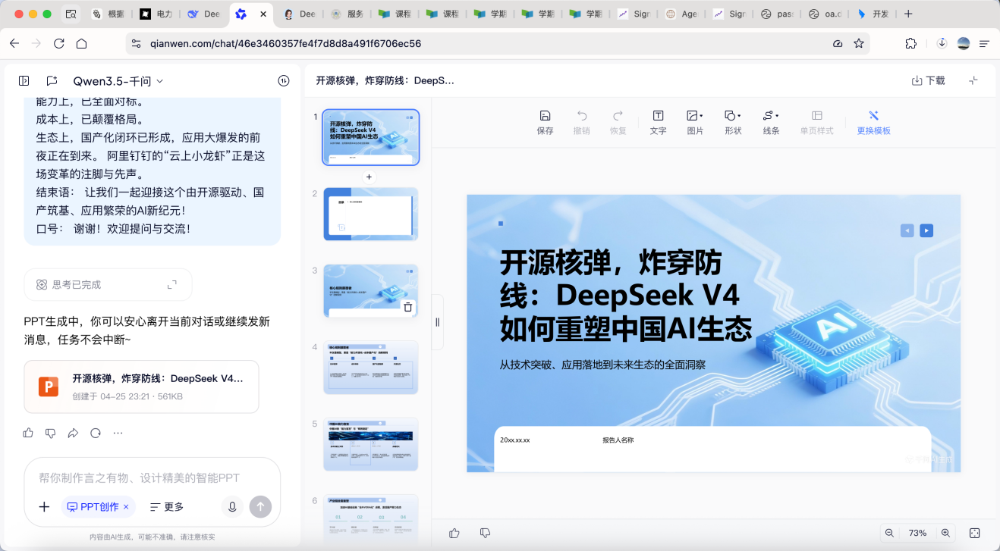 根据
电力
Dee
Dee
服务
课程
课程
学期
学期
学期
Sign
Age
Sign
pass
oa.d
开发
qianwen.com/chat/46e3460357fe4f7d8d8a491f6706ec56
Qwen3.5-千问
能力上，已全面对标。
成本上，已颠覆格局。
生态上，国产化闭环已形成，应用大爆发的前
夜正在到来。 阿里钉钉的“云上小龙虾”正是这
场变革的注脚与先声。
结束语： 让我们一起迎接这个由开源驱动、国
产筑基、应用繁荣的AI新纪元！
口号： 谢谢！欢迎提问与交流！
思考已完成
PPT生成中，你可以安心离开当前对话或继续发新
消息，任务不会中断~
P
开源核弹，炸穿防线：DeepSeek V4...
创建于 04-25 23:21 · 561KB
帮你制作言之有物、设计精美的智能PPT
PPT创作 ×
更多
内容由AI生成，可能不准确，请注意核实
开源核弹，炸穿防线：DeepS...
下载
1
开源核弹，炸穿防
线：DeepSeek V4
如何重塑中国AI生态
2
3
4
5
6
01
02
03
04
保存
撤销
恢复
文字
图片
形状
线条
单页样式
更换模板
开源核弹，炸穿防
线：DeepSeek V4
如何重塑中国AI生态
从技术突破、应用落地到未来生态的全面洞察
AI
20xx.xx.xx
报告人名称
73%